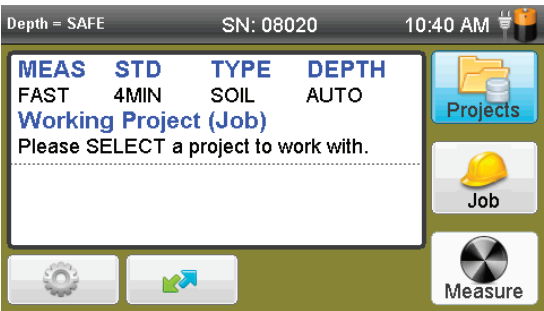 Depth = SAFE SN: 08020 10:40 AM
MEAS STD TYPE DEPTH
FAST 4MIN SOIL AUTO
Working Project (Job)
Please SELECT a project to work with.
Projects
Job
Measure